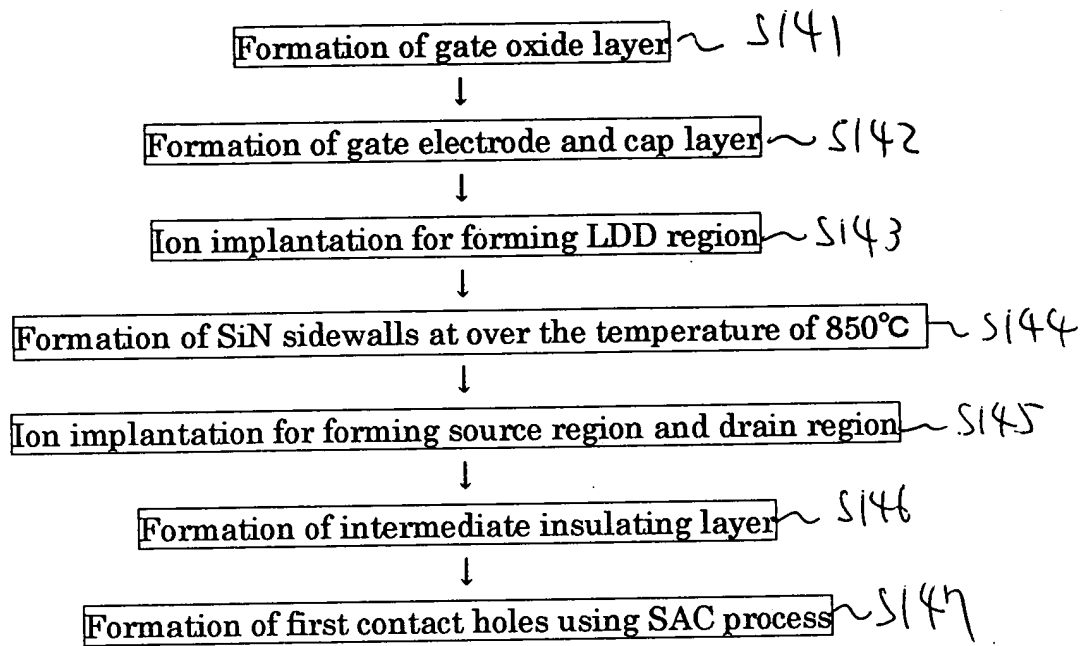 Formation of gate oxide layer S141
↓
Formation of gate electrode and cap layer S142
↓
Ion implantation for forming LDD region S143
↓
Formation of SiN sidewalls at over the temperature of 850℃ S144
↓
Ion implantation for forming source region and drain region S145
↓
Formation of intermediate insulating layer S146
↓
Formation of first contact holes using SAC process S147